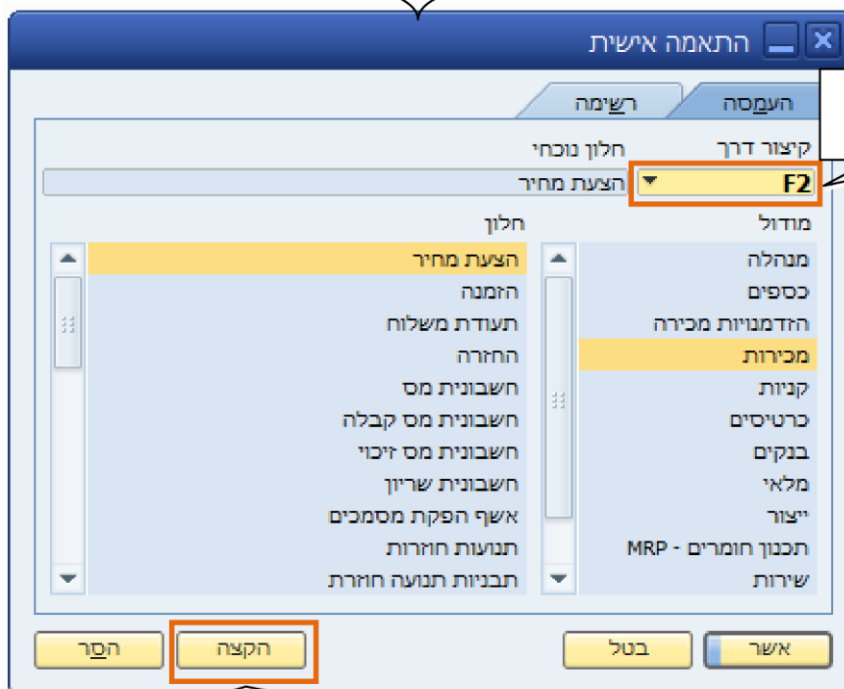 התאמה אישית
העמסה
רשימה
קיצור דרך
חלון נוכחי
F2
הצעת מחיר
מודול
חלון
מנהלה
כספים
הזדמנויות מכירה
מכירות
קניות
כרטיסים
בנקים
מלאי
ייצור
תכנון חומרים - MRP
שירות
הצעת מחיר
הזמנה
תעודת משלוח
החזרה
חשבונית מס
חשבונית מס קבלה
חשבונית מס זיכוי
חשבונית שריון
אשף הפקת מסמכים
תנועות חוזרות
תבניות תנועה חוזרת
אשר
בטל
הקצה
הסר